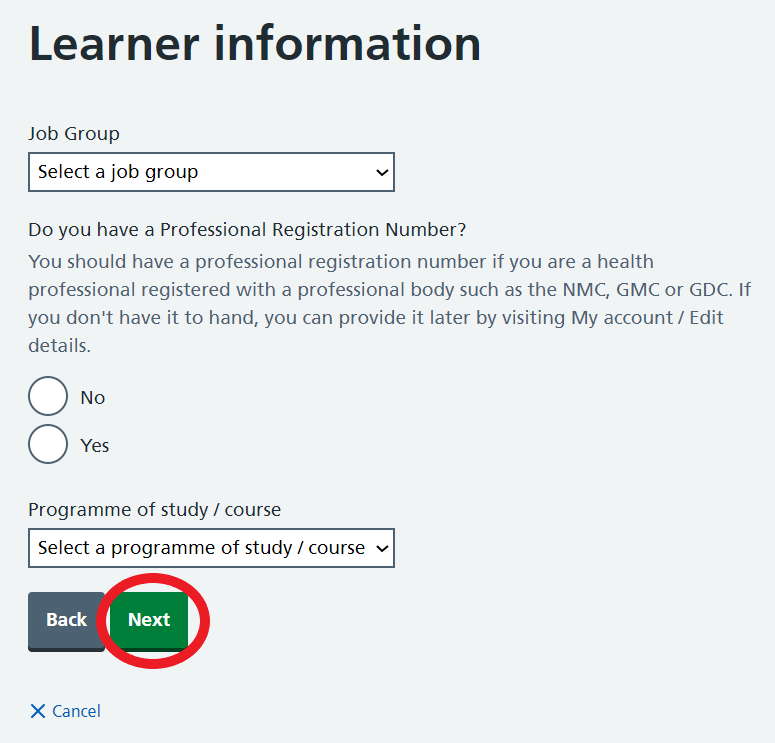 Learner information
Job Group
Select a job group
Do you have a Professional Registration Number?
You should have a professional registration number if you are a health
professional registered with a professional body such as the NMC, GMC or GDC. If
you don't have it to hand, you can provide it later by visiting My account / Edit
details.
No
Yes
Programme of study / course
Select a programme of study / course
Back Next
Cancel